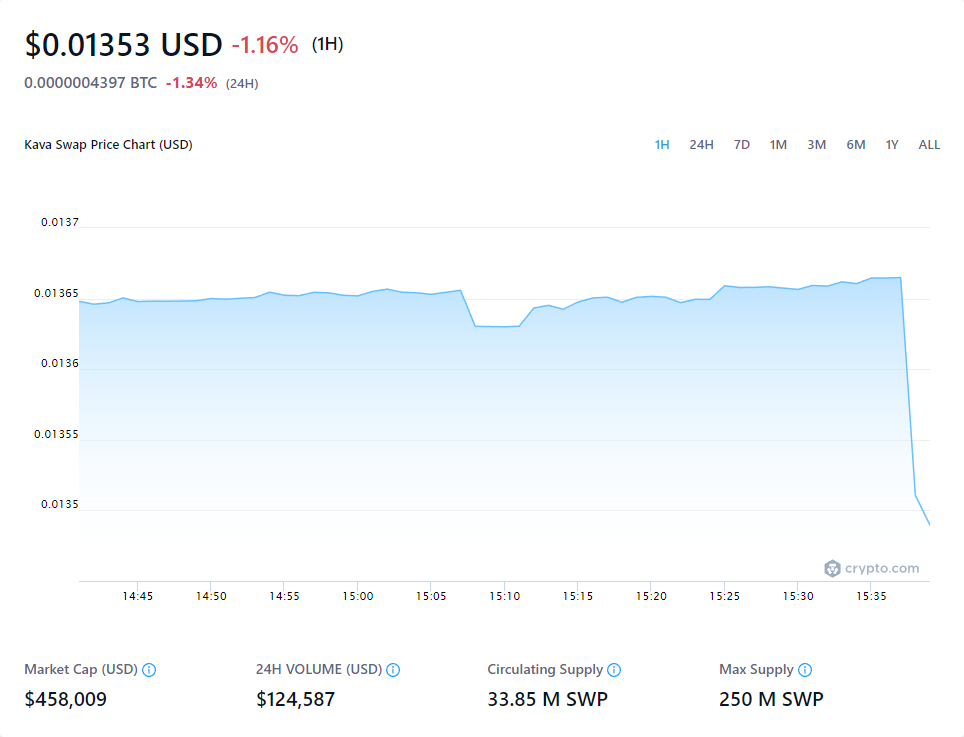 $0.01353 USD -1.16% (1H)
0.0000004397 BTC -1.34% (24H)
Kava Swap Price Chart (USD) 1H 24H 7D 1M 3M 6M 1Y ALL
0.0137
0.01365
0.0136
0.01355
0.0135
crypto.com
14:45 14:50 14:55 15:00 15:05 15:10 15:15 15:20 15:25 15:30 15:35
Market Cap (USD) 24H VOLUME (USD) Circulating Supply Max Supply
$458,009 $124,587 33.85 M SWP 250 M SWP